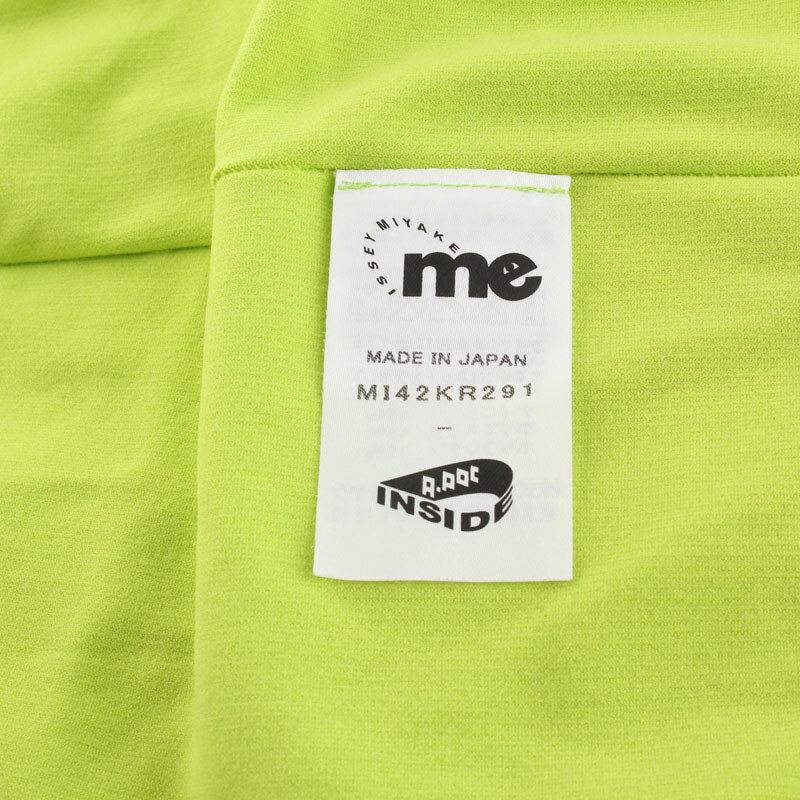 ISSEY MIYAKE
me
MADE IN JAPAN
MI42KR291
–
A-POC
INSIDE